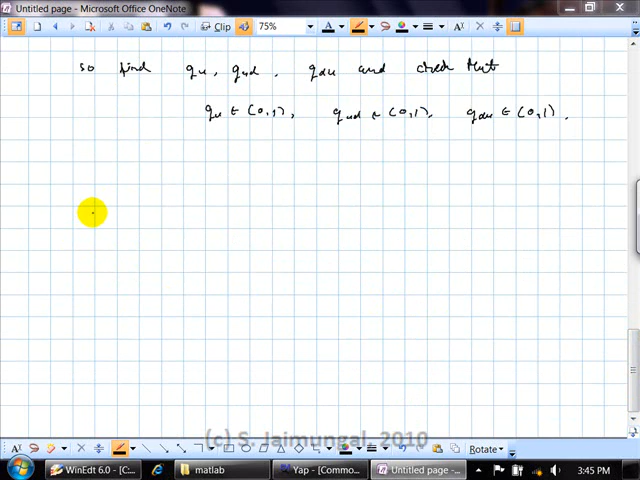 Untitled page - Microsoft Office OneNote
Clip
75%
A
so find qu, qud, qdu and check that
qu ∈ (0,1), qud ∈ (0,1), qdu ∈ (0,1).
(c) S. Jaimungal, 2010
Rotate
WinEdt 6.0 - [C:...
matlab
Yap - [Commo...
Untitled page -...
3:45 PM